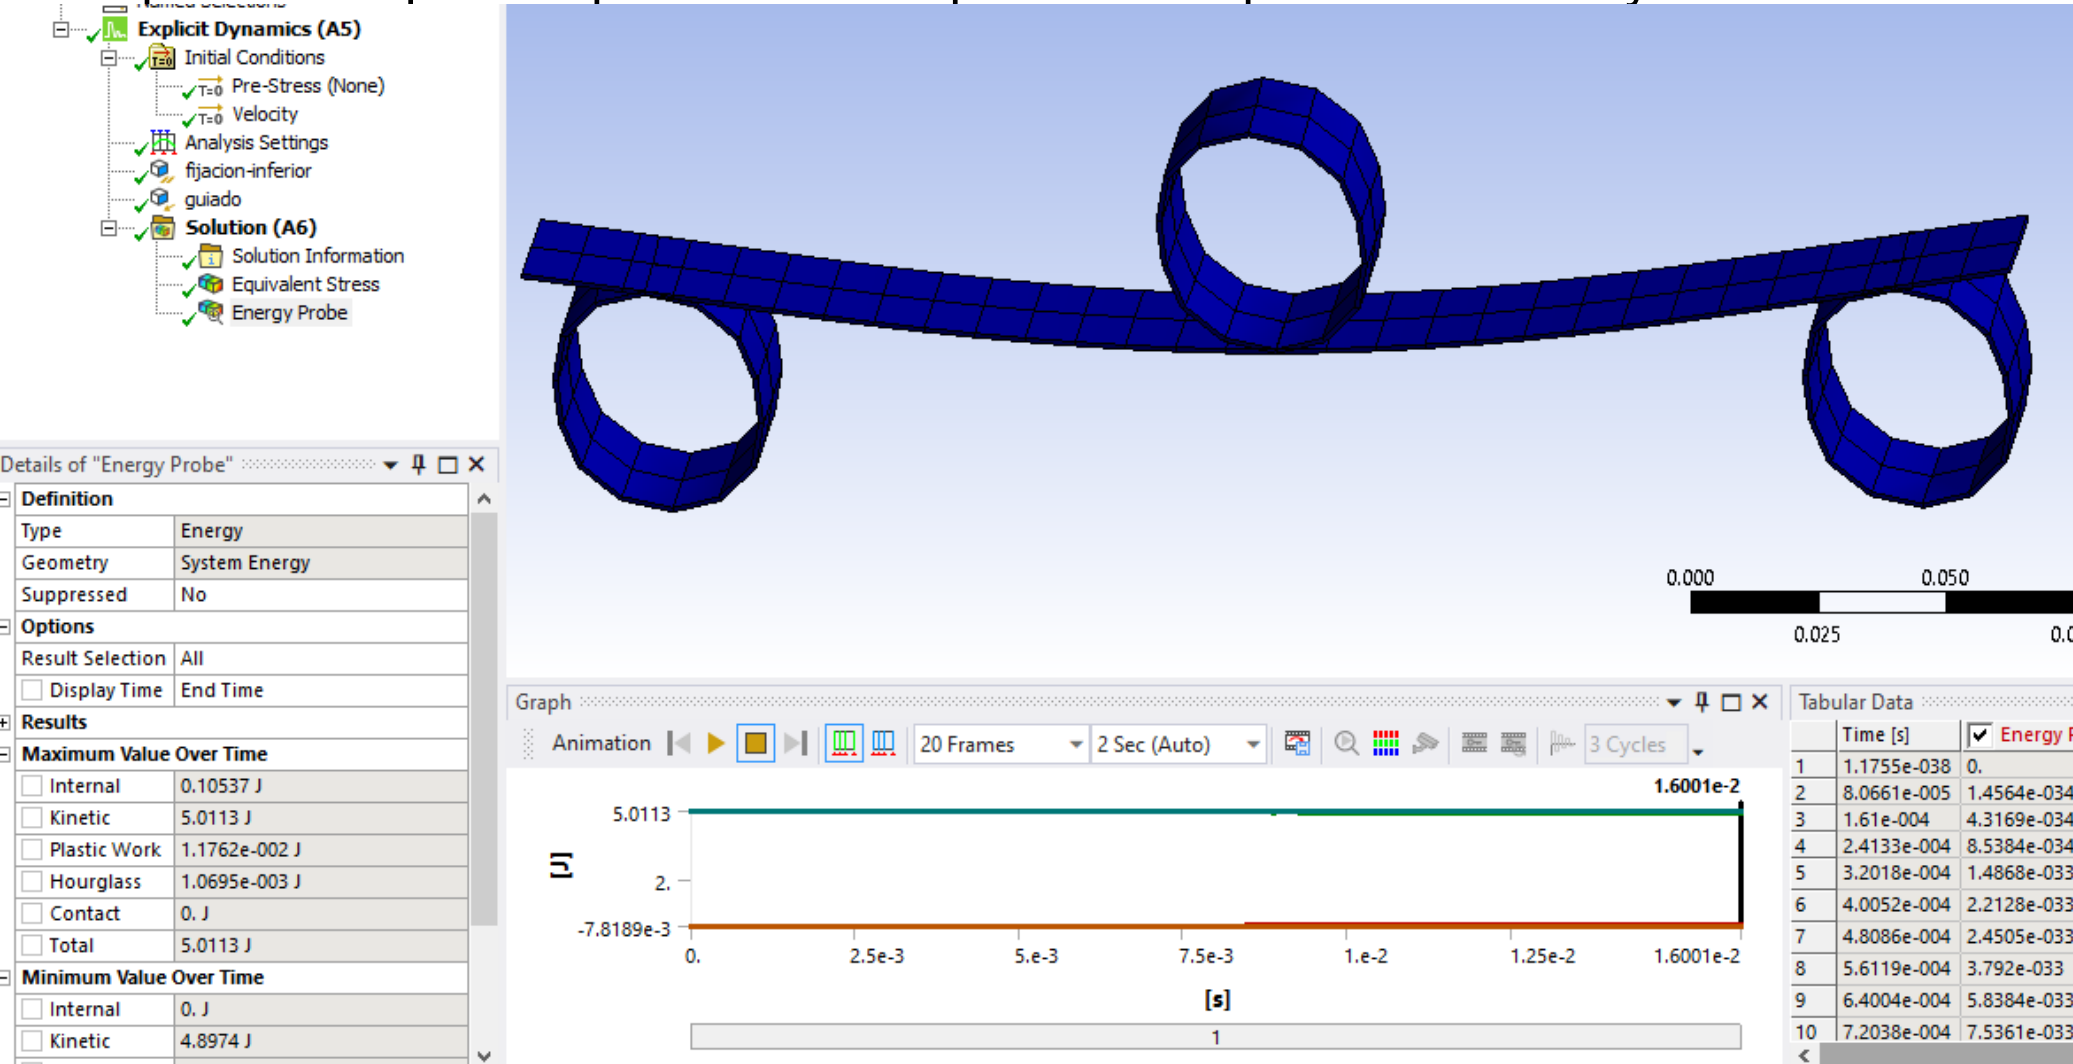 Explicit Dynamics (A5)
Initial Conditions
T=0 Pre-Stress (None)
T=0 Velocity
Analysis Settings
fijacion-inferior
guiado
Solution (A6)
Solution Information
Equivalent Stress
Energy Probe
Details of "Energy Probe"
Definition
Type Energy
Geometry System Energy
Suppressed No
Options
Result Selection All
Display Time End Time
Results
Maximum Value Over Time
Internal 0.10537 J
Kinetic 5.0113 J
Plastic Work 1.1762e-002 J
Hourglass 1.0695e-003 J
Contact 0. J
Total 5.0113 J
Minimum Value Over Time
Internal 0. J
Kinetic 4.8974 J
0.000 0.050
0.025
Graph
Animation 20 Frames 2 Sec (Auto) 3 Cycles
1.6001e-2
5.0113
[J]
2.
-7.8189e-3
0. 2.5e-3 5.e-3 7.5e-3 1.e-2 1.25e-2 1.6001e-2
[s]
1
Tabular Data
Time [s] Energy
1 1.1755e-038 0.
2 8.0661e-005 1.4564e-034
3 1.61e-004 4.3169e-034
4 2.4133e-004 8.5384e-034
5 3.2018e-004 1.4868e-033
6 4.0052e-004 2.2128e-033
7 4.8086e-004 2.4505e-033
8 5.6119e-004 3.792e-033
9 6.4004e-004 5.8384e-033
10 7.2038e-004 7.5361e-033